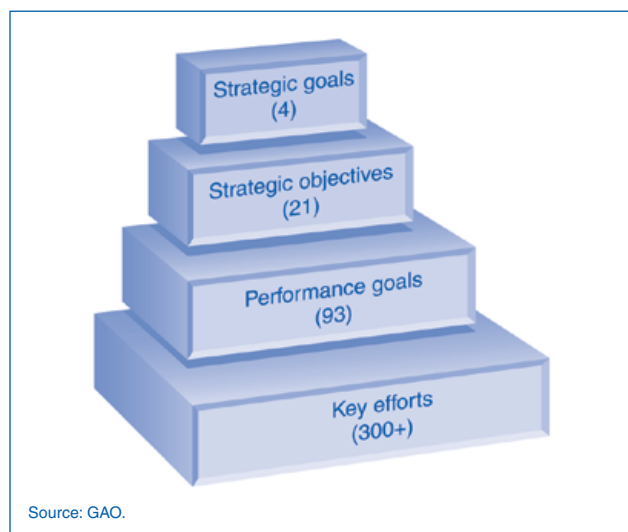 Strategic goals
(4)
Strategic objectives
(21)
Performance goals
(93)
Key efforts
(300+)
Source: GAO.